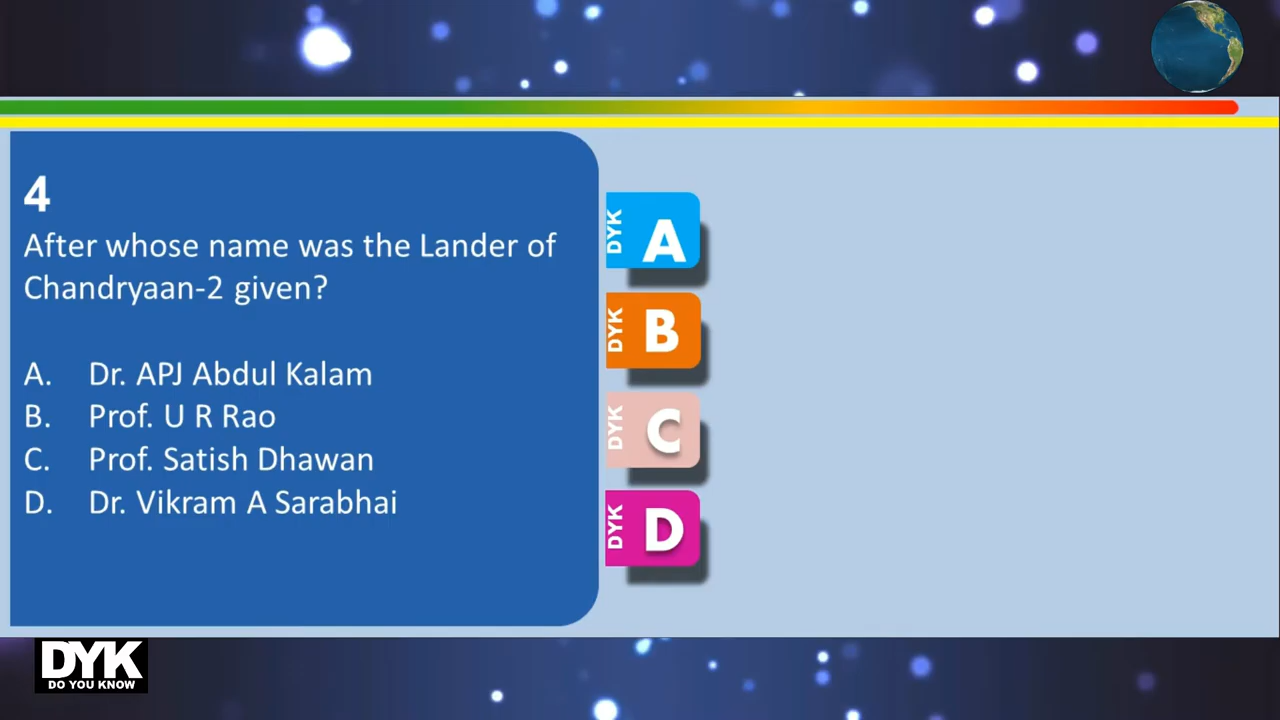 4
After whose name was the Lander of
Chandryaan-2 given?
A. Dr. APJ Abdul Kalam
B. Prof. U R Rao
C. Prof. Satish Dhawan
D. Dr. Vikram A Sarabhai
DYK A
DYK B
DYK C
DYK D
DYK
DO YOU KNOW